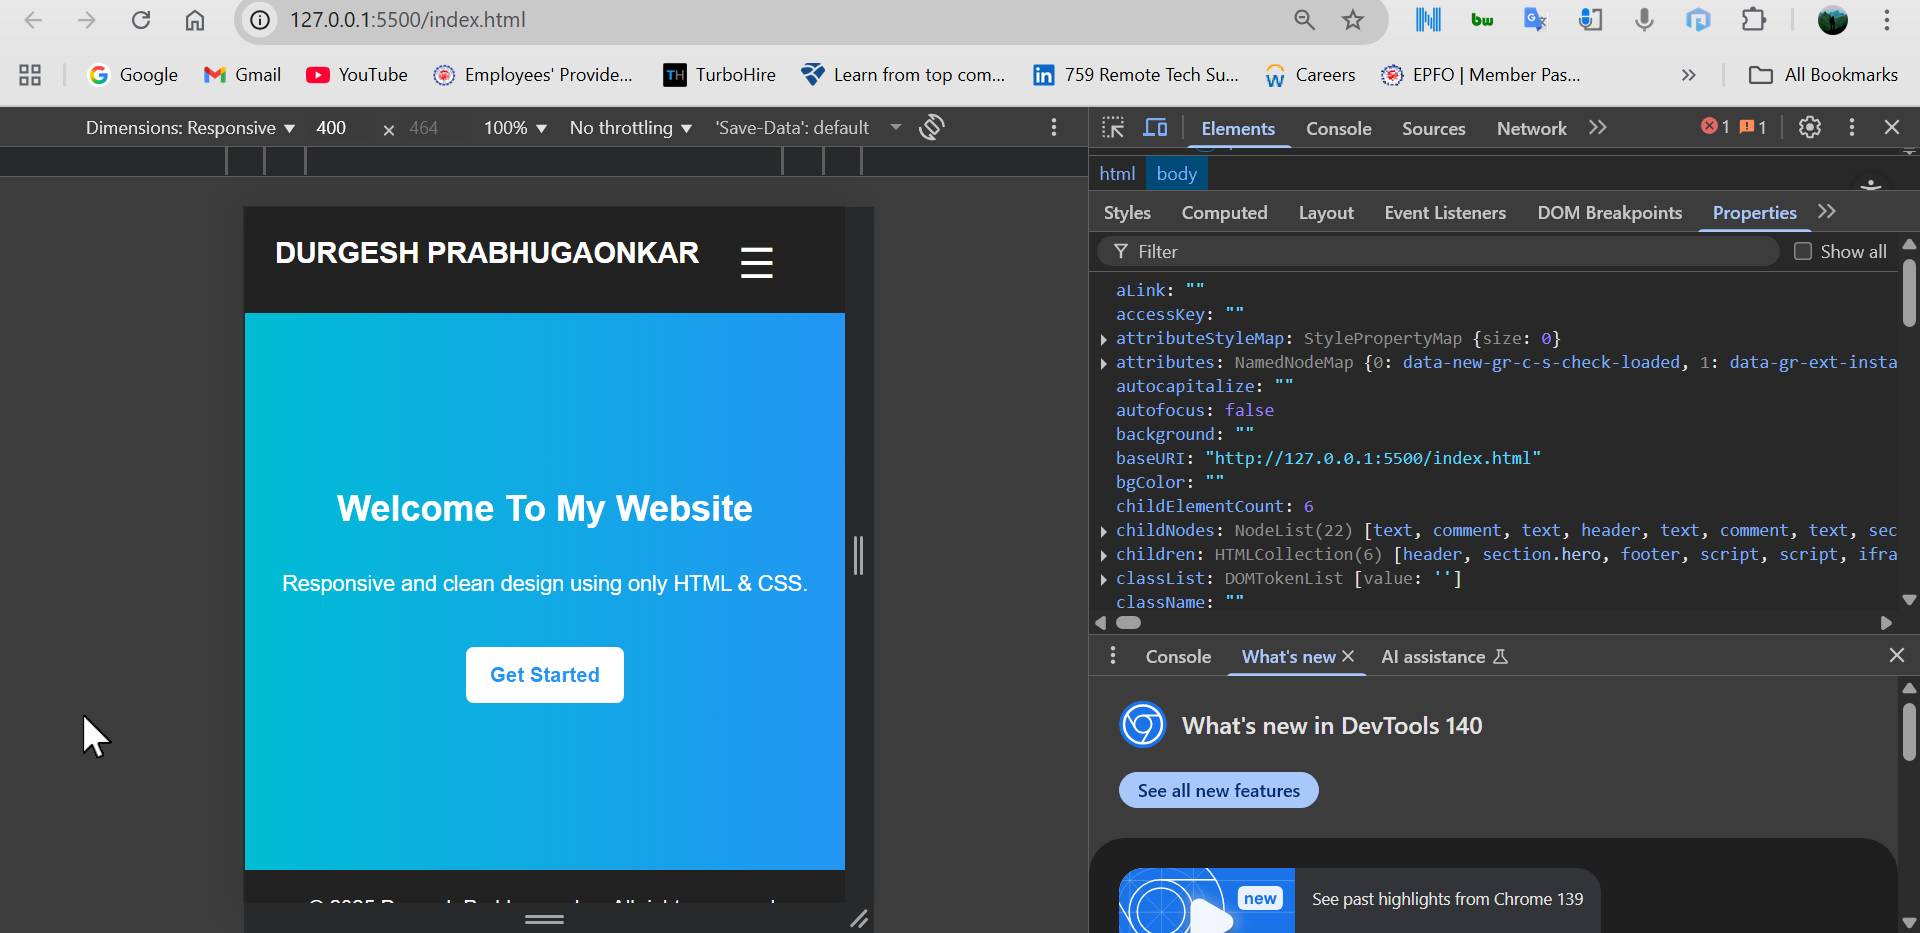 127.0.0.1:5500/index.html
bw
Google
Gmail
YouTube
Employees' Provide...
TH TurboHire
Learn from top com...
in 759 Remote Tech Su...
Careers
EPFO | Member Pas...
All Bookmarks
Dimensions: Responsive 400 × 464 100% No throttling 'Save-Data': default
Elements Console Sources Network 1 1
html body
Styles Computed Layout Event Listeners DOM Breakpoints Properties
Filter Show all
aLink: ""
accessKey: ""
attributeStyleMap: StylePropertyMap {size: 0}
attributes: NamedNodeMap {0: data-new-gr-c-s-check-loaded, 1: data-gr-ext-insta
autocapitalize: ""
autofocus: false
background: ""
baseURI: "http://127.0.0.1:5500/index.html"
bgColor: ""
childElementCount: 6
childNodes: NodeList(22) [text, comment, text, header, text, comment, text, sec
children: HTMLCollection(6) [header, section.hero, footer, script, script, ifra
classList: DOMTokenList [value: '']
className: ""
Console What's new AI assistance
What's new in DevTools 140
See all new features
new
See past highlights from Chrome 139
DURGESH PRABHUGAONKAR
Welcome To My Website
Responsive and clean design using only HTML & CSS.
Get Started